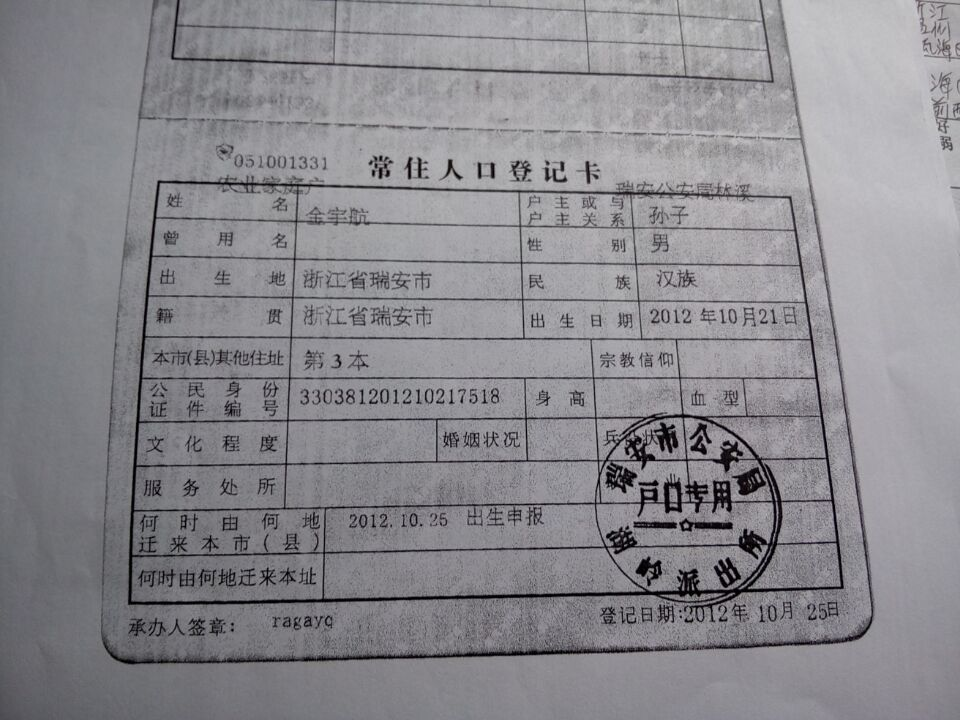 051001331
常住人口登记卡
农业家庭户 瑞安公安局林溪
姓名 金宇航 户主或与户主关系 孙子
曾用名 性别 男
出生地 浙江省瑞安市 民族 汉族
籍贯 浙江省瑞安市 出生日期 2012年10月21日
本市(县)其他住址 第3本 宗教信仰
公民身份证件编号 330381201210217518 身高 血型
文化程度 婚姻状况 兵役状
服务处所
何时由何地迁来本市(县) 2012.10.25 出生申报
何时由何地迁来本址
瑞安市公安局
户口专用
派出所
承办人签章: ragayq 登记日期:2012年10月25日